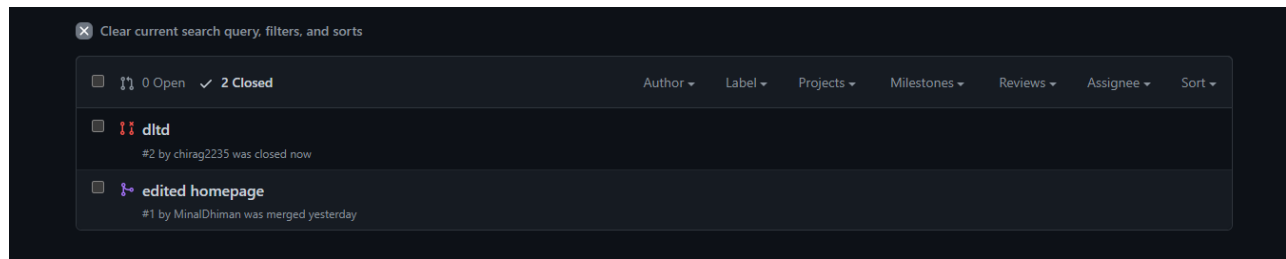 Clear current search query, filters, and sorts
0 Open 2 Closed Author Label Projects Milestones Reviews Assignee Sort
dltd
#2 by chirag2235 was closed now
edited homepage
#1 by MinalDhiman was merged yesterday